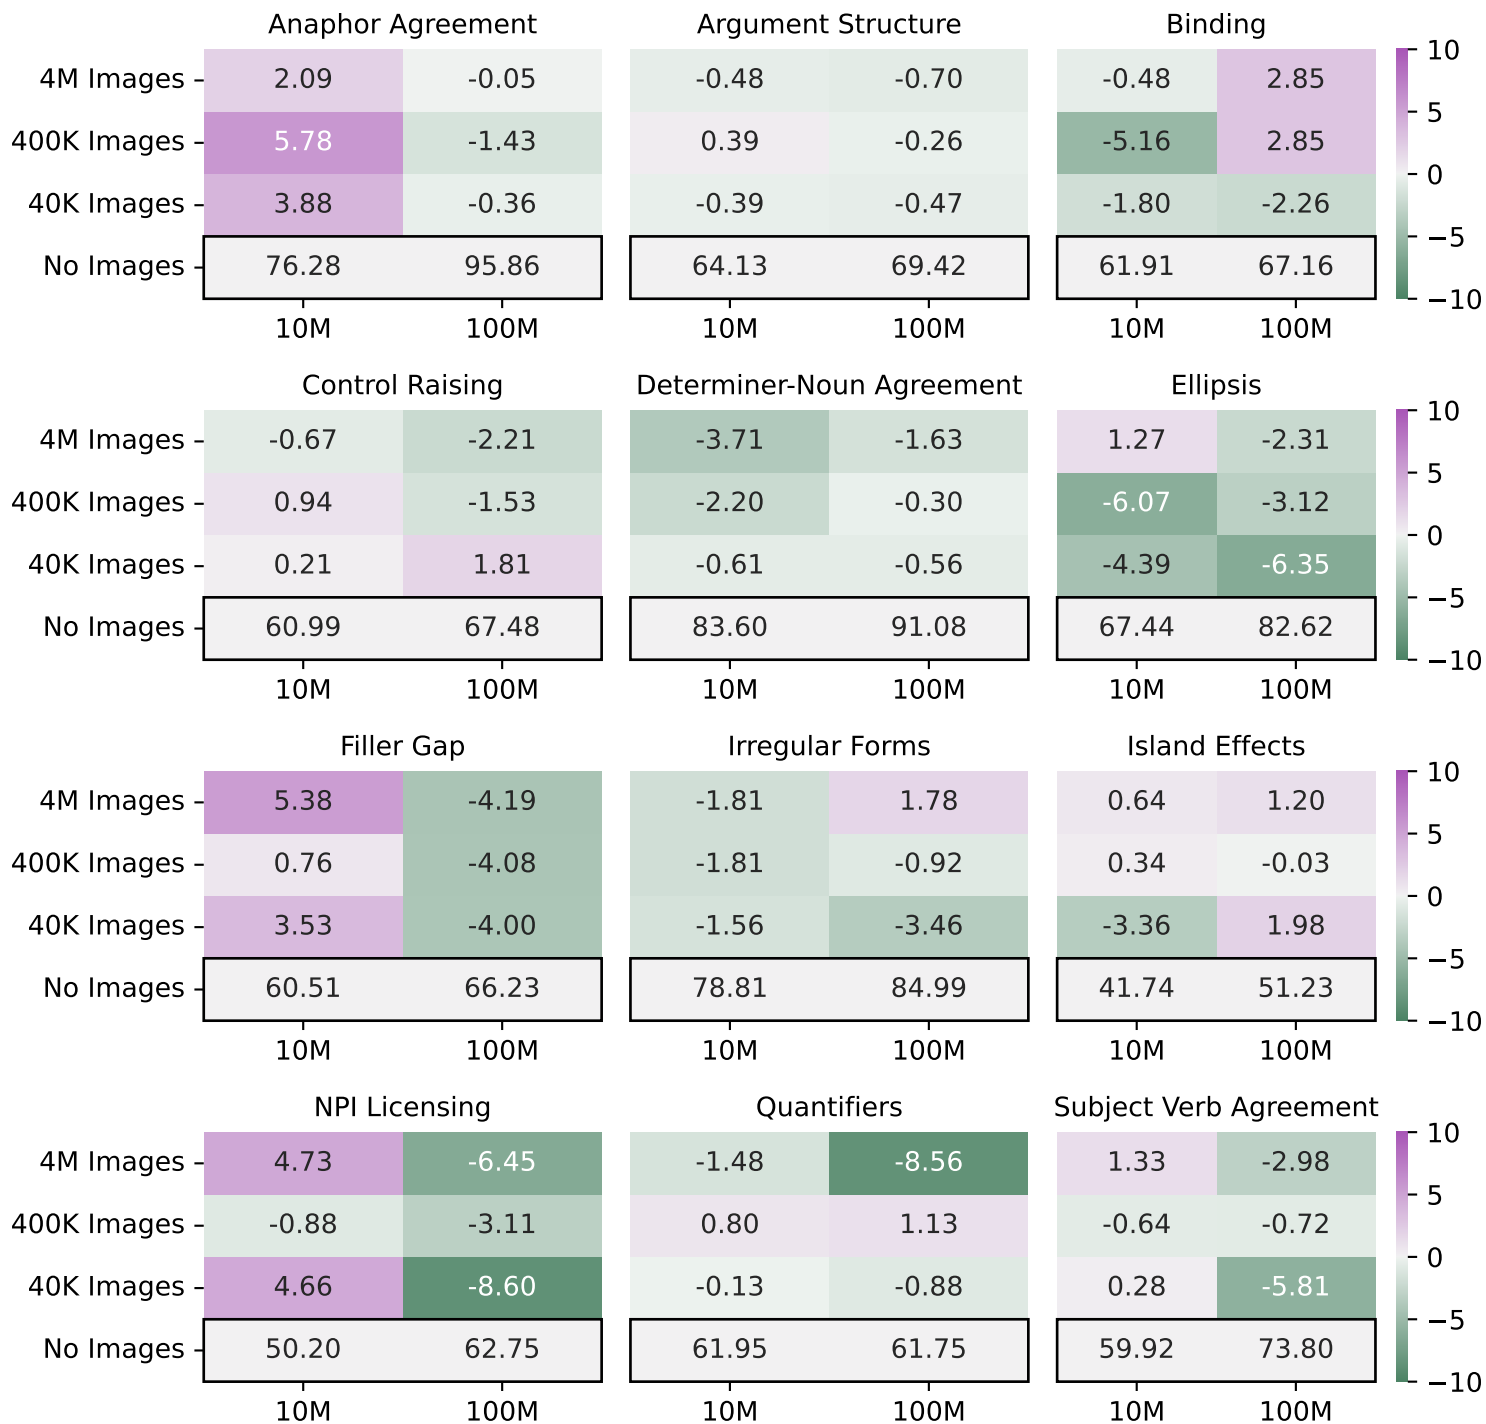 Anaphor Agreement Argument Structure Binding
4M Images 2.09 -0.05 -0.48 -0.70 -0.48 2.85 10
400K Images 5.78 -1.43 0.39 -0.26 -5.16 2.85 5
0
40K Images 3.88 -0.36 -0.39 -0.47 -1.80 -2.26 −5
No Images 76.28 95.86 64.13 69.42 61.91 67.16 −10
10M 100M 10M 100M 10M 100M
Control Raising Determiner-Noun Agreement Ellipsis
4M Images -0.67 -2.21 -3.71 -1.63 1.27 -2.31 10
400K Images 0.94 -1.53 -2.20 -0.30 -6.07 -3.12 5
0
40K Images 0.21 1.81 -0.61 -0.56 -4.39 -6.35 −5
No Images 60.99 67.48 83.60 91.08 67.44 82.62 −10
10M 100M 10M 100M 10M 100M
Filler Gap Irregular Forms Island Effects
4M Images 5.38 -4.19 -1.81 1.78 0.64 1.20 10
400K Images 0.76 -4.08 -1.81 -0.92 0.34 -0.03 5
0
40K Images 3.53 -4.00 -1.56 -3.46 -3.36 1.98 −5
No Images 60.51 66.23 78.81 84.99 41.74 51.23 −10
10M 100M 10M 100M 10M 100M
NPI Licensing Quantifiers Subject Verb Agreement
4M Images 4.73 -6.45 -1.48 -8.56 1.33 -2.98 10
400K Images -0.88 -3.11 0.80 1.13 -0.64 -0.72 5
0
40K Images 4.66 -8.60 -0.13 -0.88 0.28 -5.81 −5
No Images 50.20 62.75 61.95 61.75 59.92 73.80 −10
10M 100M 10M 100M 10M 100M